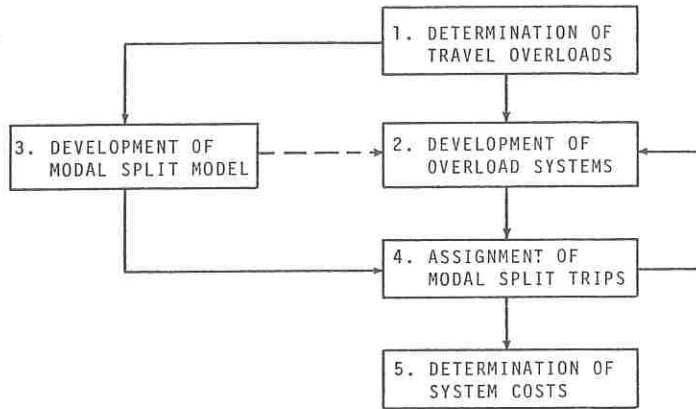 1. DETERMINATION OF
TRAVEL OVERLOADS
3. DEVELOPMENT OF
MODAL SPLIT MODEL
2. DEVELOPMENT OF
OVERLOAD SYSTEMS
4. ASSIGNMENT OF
MODAL SPLIT TRIPS
5. DETERMINATION OF
SYSTEM COSTS